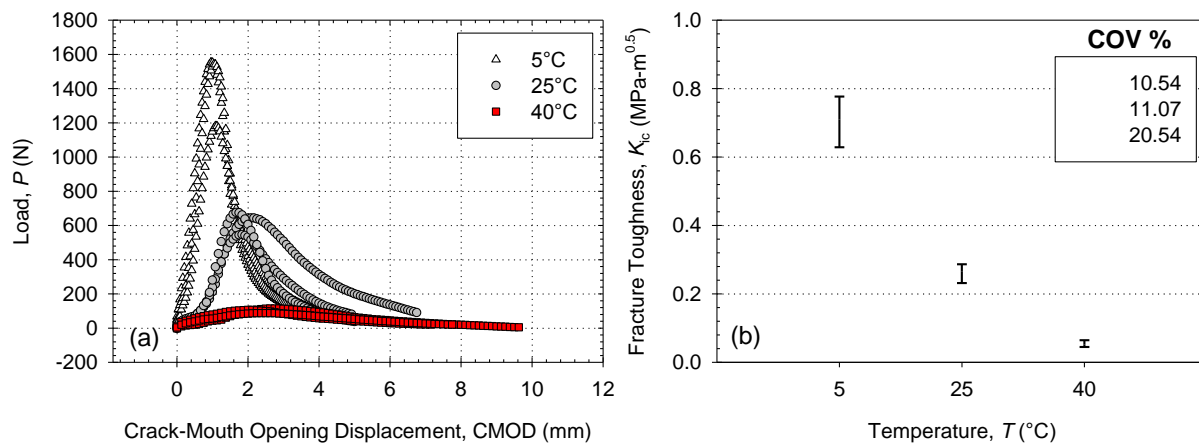 1800
1600
1400
1200
1000
800
600
400
200
0
-200
Load, P (N)
5°C
25°C
40°C
(a)
0 2 4 6 8 10 12
Crack-Mouth Opening Displacement, CMOD (mm)
1.0
0.8
0.6
0.4
0.2
0.0
Fracture Toughness, Kic (MPa-m0.5)
COV %
10.54
11.07
20.54
(b)
5 25 40
Temperature, T (°C)